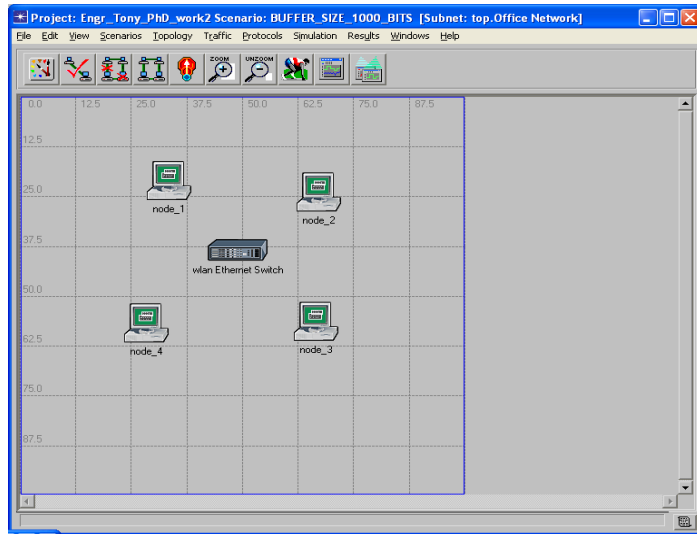 Project: Engr_Tony_PhD_work2 Scenario: BUFFER_SIZE_1000_BITS [Subnet: top.Office Network]
File Edit View Scenarios Topology Traffic Protocols Simulation Results Windows Help
ZOOM UNZOOM
0.0 12.5 25.0 37.5 50.0 62.5 75.0 87.5
12.5
25.0
node_1
node_2
37.5
wlan Ethernet Switch
50.0
62.5
node_4 node_3
75.0
87.5